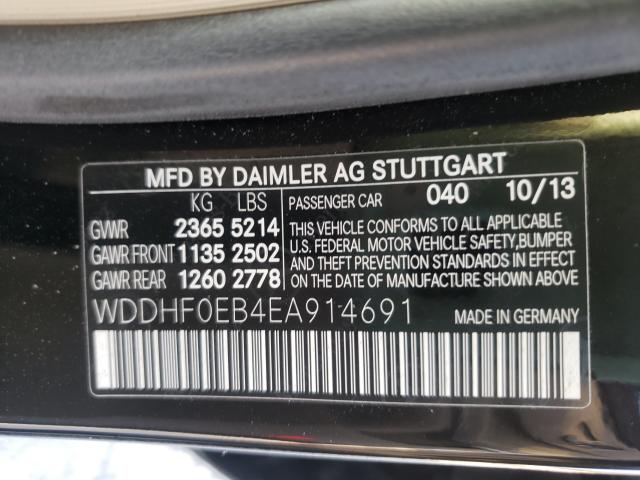 MFD BY DAIMLER AG STUTTGART
KG LBS PASSENGER CAR 040 10/13
GVWR 2365 5214 THIS VEHICLE CONFORMS TO ALL APPLICABLE
GAWR FRONT 1135 2502 U.S. FEDERAL MOTOR VEHICLE SAFETY,BUMPER
AND THEFT PREVENTION STANDARDS IN EFFECT
GAWR REAR 1260 2778 ON THE DATE OF MANUFACTURE SHOWN ABOVE.
WDDHF0EB4EA914691 MADE IN GERMANY